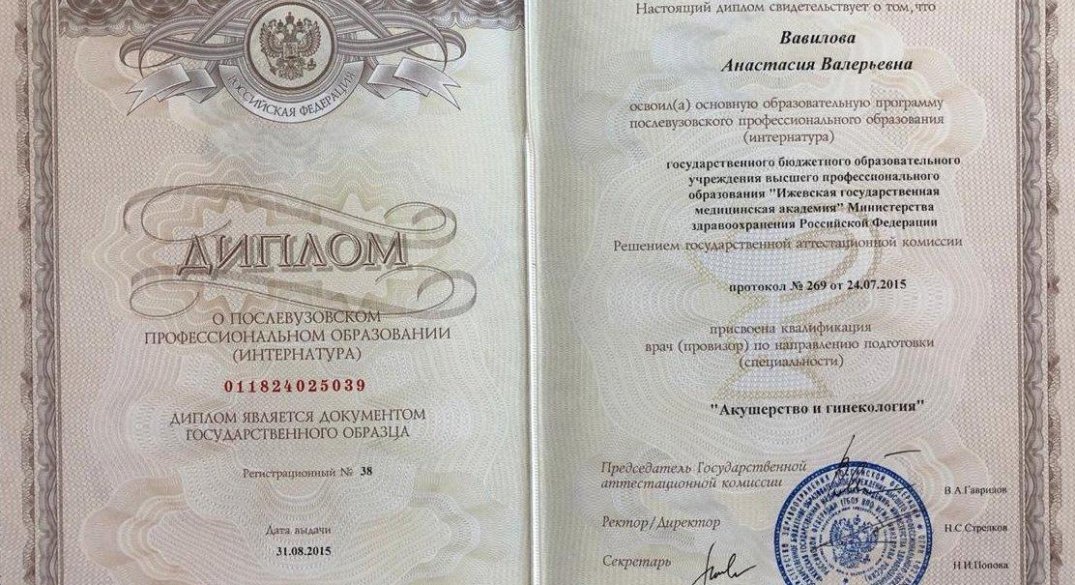 РОССИЙСКАЯ ФЕДЕРАЦИЯ
ДИПЛОМ
О ПОСЛЕВУЗОВСКОМ
ПРОФЕССИОНАЛЬНОМ ОБРАЗОВАНИИ
(ИНТЕРНАТУРА)
011824025039
ДИПЛОМ ЯВЛЯЕТСЯ ДОКУМЕНТОМ
ГОСУДАРСТВЕННОГО ОБРАЗЦА
Регистрационный № 38
Дата выдачи
31.08.2015
Настоящий диплом свидетельствует о том, что
Вавилова
Анастасия Валерьевна
освоил(а) основную образовательную программу
послевузовского профессионального образования
(интернатура)
государственного бюджетного образовательного
учреждения высшего профессионального
образования "Ижевская государственная
медицинская академия" Министерства
здравоохранения Российской Федерации
Решением государственной аттестационной комиссии
протокол № 269 от 24.07.2015
присвоена квалификация
врач (провизор) по направлению подготовки
(специальности)
"Акушерство и гинекология"
Председатель Государственной
аттестационной комиссии
В.А.Гаврилов
Ректор/Директор
Н.С.Стрелков
Секретарь
Н.И.Попова